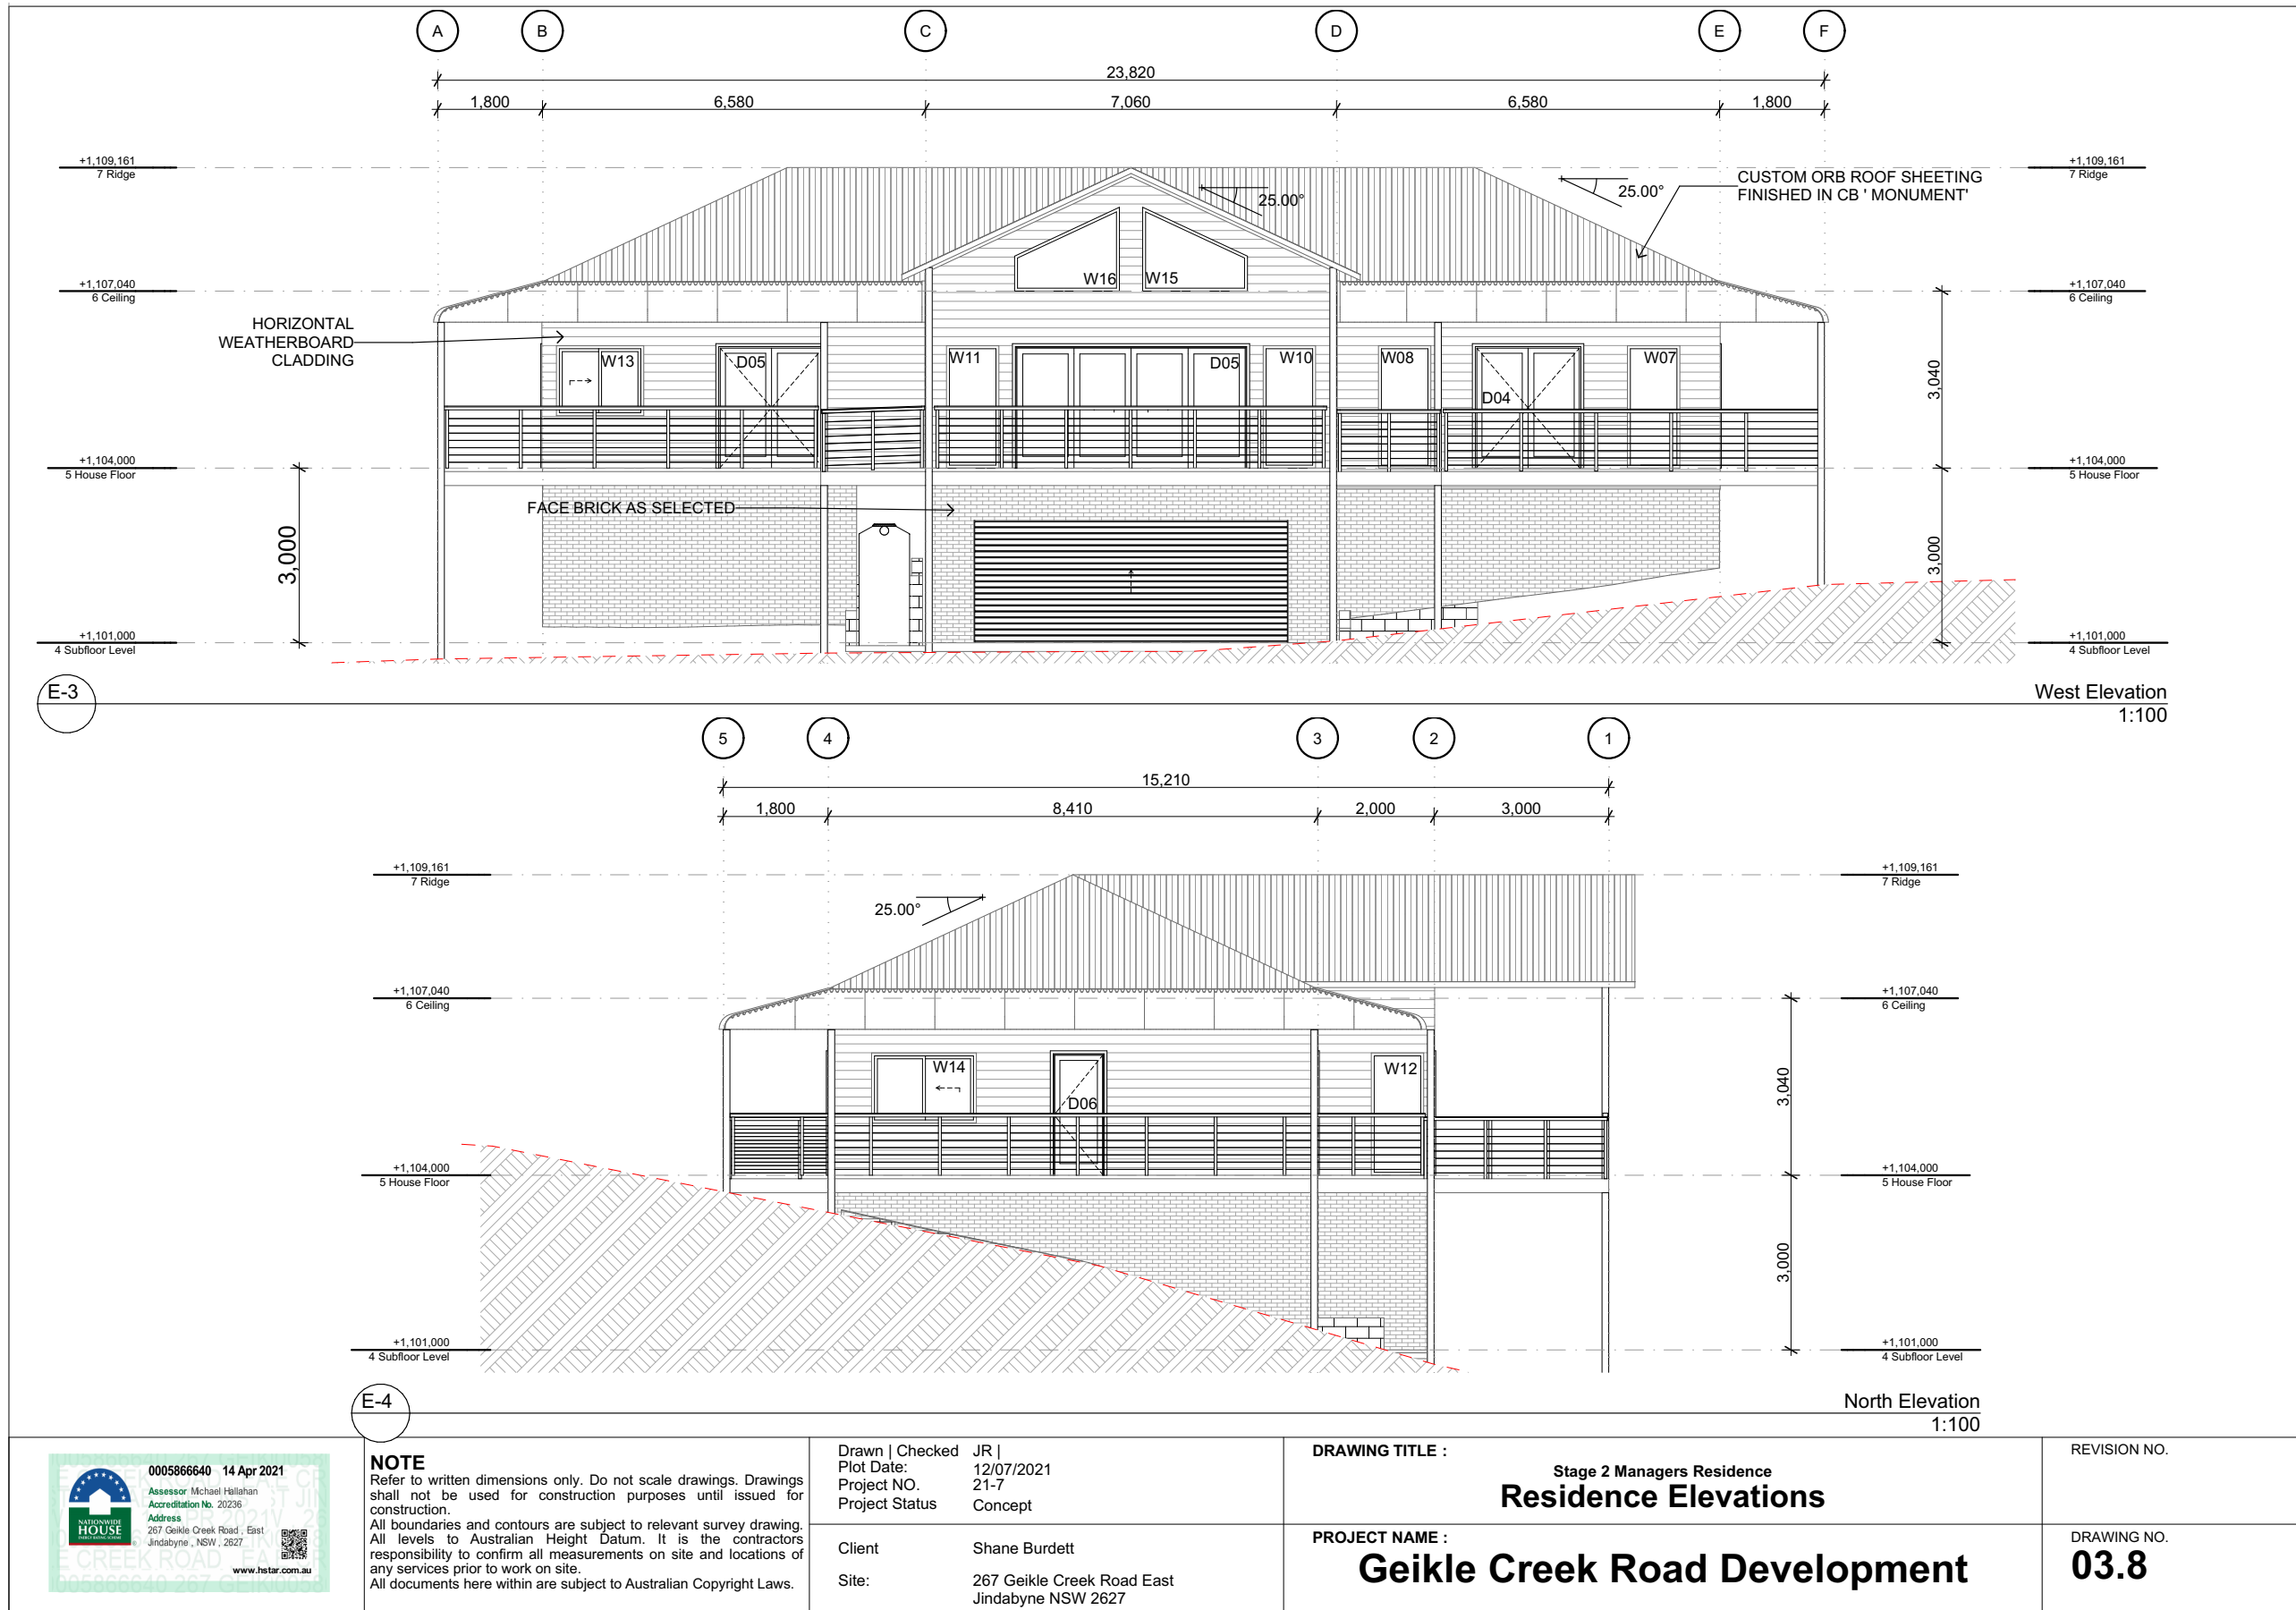 A B C D E F
23,820
1,800 6,580 7,060 6,580 1,800
+1,109,161
7 Ridge
+1,109,161
7 Ridge
25.00°
25.00°
CUSTOM ORB ROOF SHEETING
FINISHED IN CB ' MONUMENT'
W16 W15
+1,107,040
6 Ceiling
+1,107,040
6 Ceiling
HORIZONTAL
WEATHERBOARD
CLADDING
W13 D05 W11 D05 W10 W08 D04 W07
3,040
+1,104,000
5 House Floor
+1,104,000
5 House Floor
FACE BRICK AS SELECTED
3,000
3,000
+1,101,000
4 Subfloor Level
+1,101,000
4 Subfloor Level
E-3
West Elevation
1:100
5 4 3 2 1
15,210
1,800 8,410 2,000 3,000
+1,109,161
7 Ridge
+1,109,161
7 Ridge
25.00°
+1,107,040
6 Ceiling
+1,107,040
6 Ceiling
W14 D06 W12
3,040
+1,104,000
5 House Floor
+1,104,000
5 House Floor
3,000
+1,101,000
4 Subfloor Level
+1,101,000
4 Subfloor Level
E-4
North Elevation
1:100
0005866640 14 Apr 2021
Assessor Michael Hallahan
Accreditation No. 20236
Address
267 Geikle Creek Road , East
Jindabyne , NSW , 2627
NATIONWIDE
HOUSE
ENERGY RATING SCHEME
www.hstar.com.au
NOTE
Refer to written dimensions only. Do not scale drawings. Drawings
shall not be used for construction purposes until issued for
construction.
All boundaries and contours are subject to relevant survey drawing.
All levels to Australian Height Datum. It is the contractors
responsibility to confirm all measurements on site and locations of
any services prior to work on site.
All documents here within are subject to Australian Copyright Laws.
Drawn | Checked JR |
Plot Date: 12/07/2021
Project NO. 21-7
Project Status Concept
Client Shane Burdett
Site: 267 Geikle Creek Road East
Jindabyne NSW 2627
DRAWING TITLE :
Stage 2 Managers Residence
Residence Elevations
PROJECT NAME :
Geikle Creek Road Development
REVISION NO.
DRAWING NO.
03.8